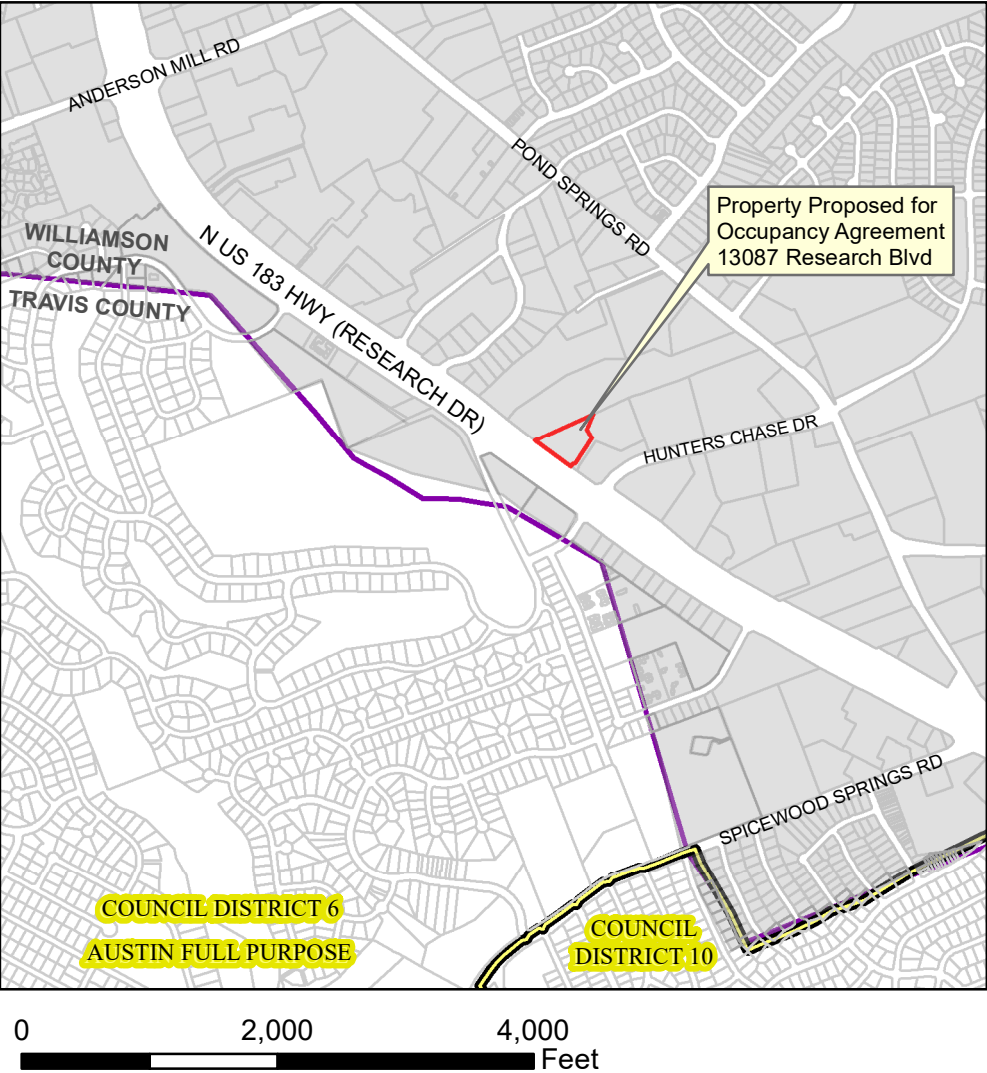 ANDERSON MILL RD
POND SPRINGS RD
Property Proposed for
Occupancy Agreement
13087 Research Blvd
WILLIAMSON
COUNTY
TRAVIS COUNTY
N US 183 HWY (RESEARCH DR)
HUNTERS CHASE DR
SPICEWOOD SPRINGS RD
COUNCIL DISTRICT 6
AUSTIN FULL PURPOSE
COUNCIL
DISTRICT 10
0 2,000 4,000
Feet